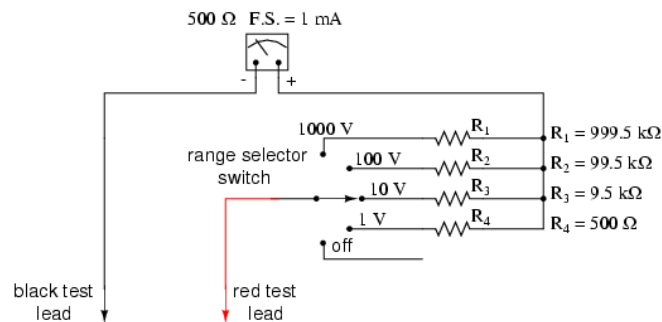 500 Ω F.S. = 1 mA
- +
1000 V R1 R1 = 999.5 kΩ
range selector
switch
100 V R2 R2 = 99.5 kΩ
10 V R3 R3 = 9.5 kΩ
1 V R4 R4 = 500 Ω
off
black test
lead
red test
lead